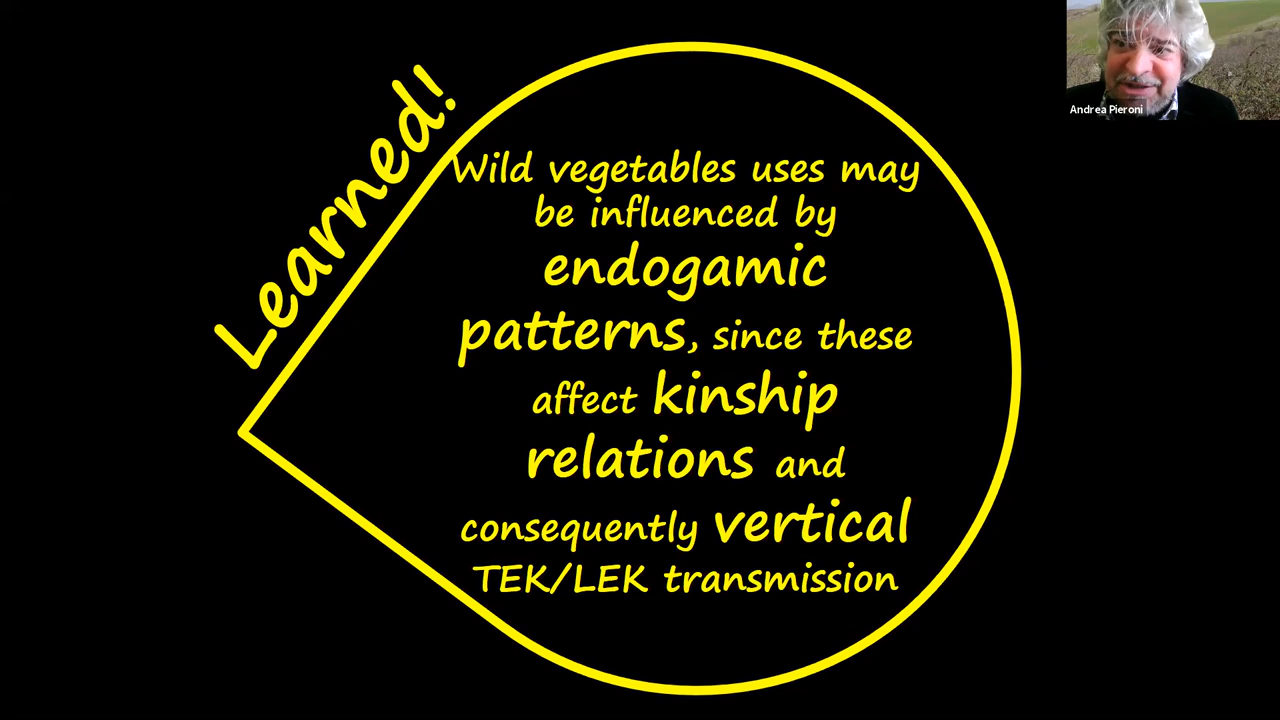 Learned!
Wild vegetables uses may
be influenced by
endogamic
patterns, since these
affect kinship
relations and
consequently vertical
TEK/LEK transmission
Andrea Pieroni